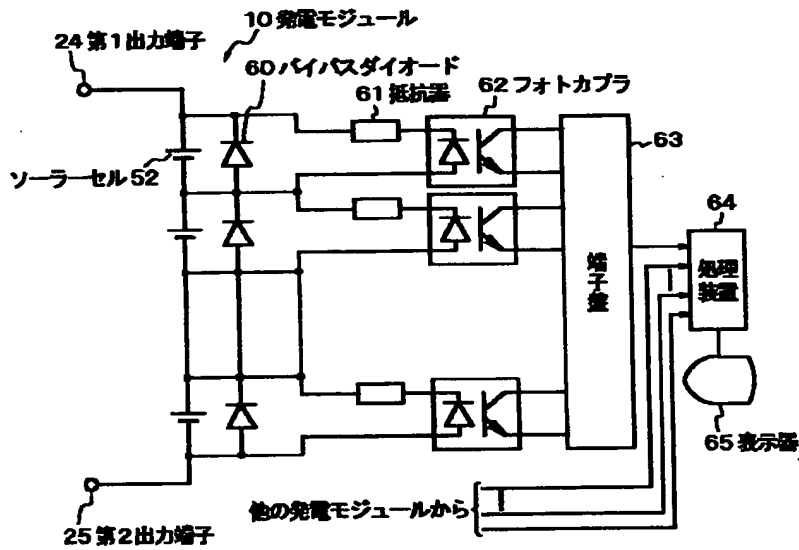 10 発電モジュール
24 第1出力端子
60 バイパスダイオード
61 抵抗器
62 フォトカプラ
63
ソーラーセル 52
64
端子盤
処理装置
65 表示器
他の発電モジュールから
25 第2出力端子